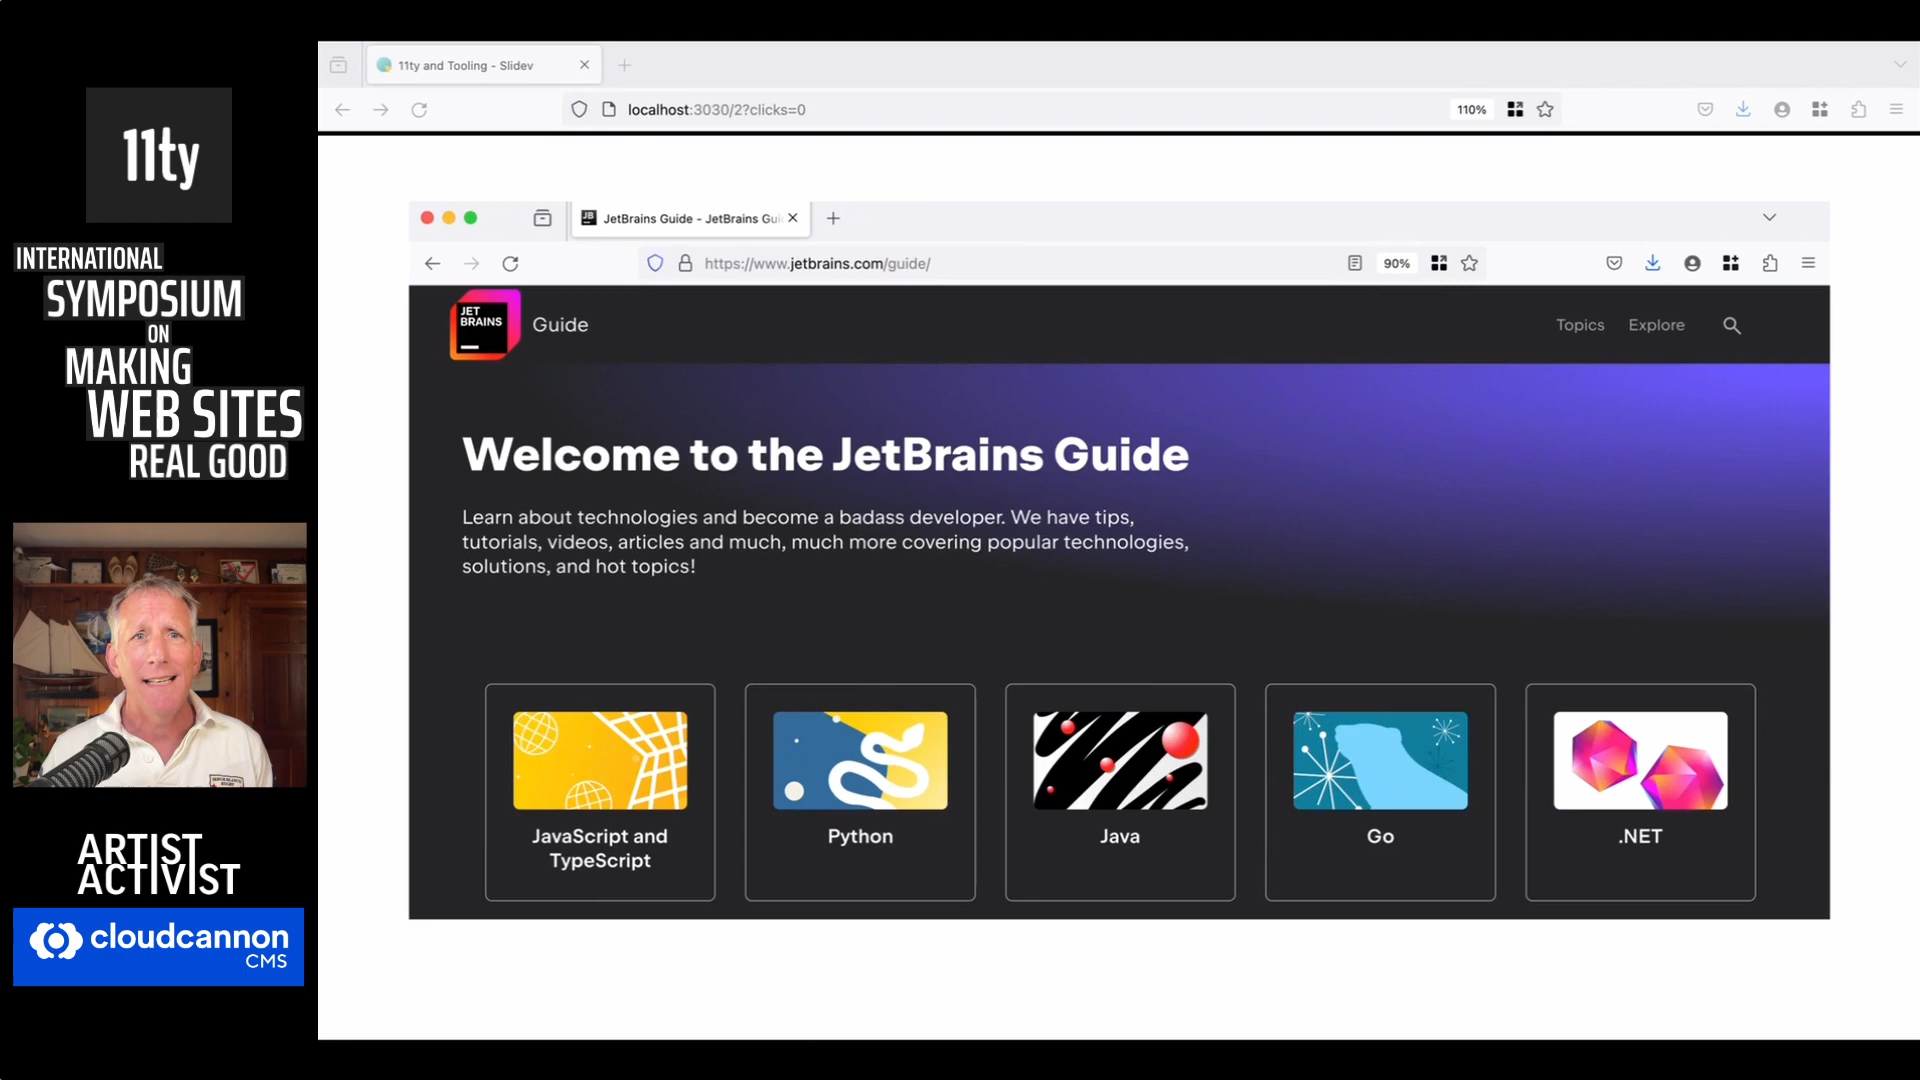 11ty
INTERNATIONAL
SYMPOSIUM
ON
MAKING
WEB SITES
REAL GOOD
ARTIST
ACTIVIST
cloudcannon
CMS
11ty and Tooling - Slidev
localhost:3030/2?clicks=0
110%
JB
JetBrains Guide - JetBrains Gui
https://www.jetbrains.com/guide/
90%
JET
BRAINS
Guide
Topics
Explore
Welcome to the JetBrains Guide
Learn about technologies and become a badass developer. We have tips,
tutorials, videos, articles and much, much more covering popular technologies,
solutions, and hot topics!
JavaScript and
TypeScript
Python
Java
Go
.NET